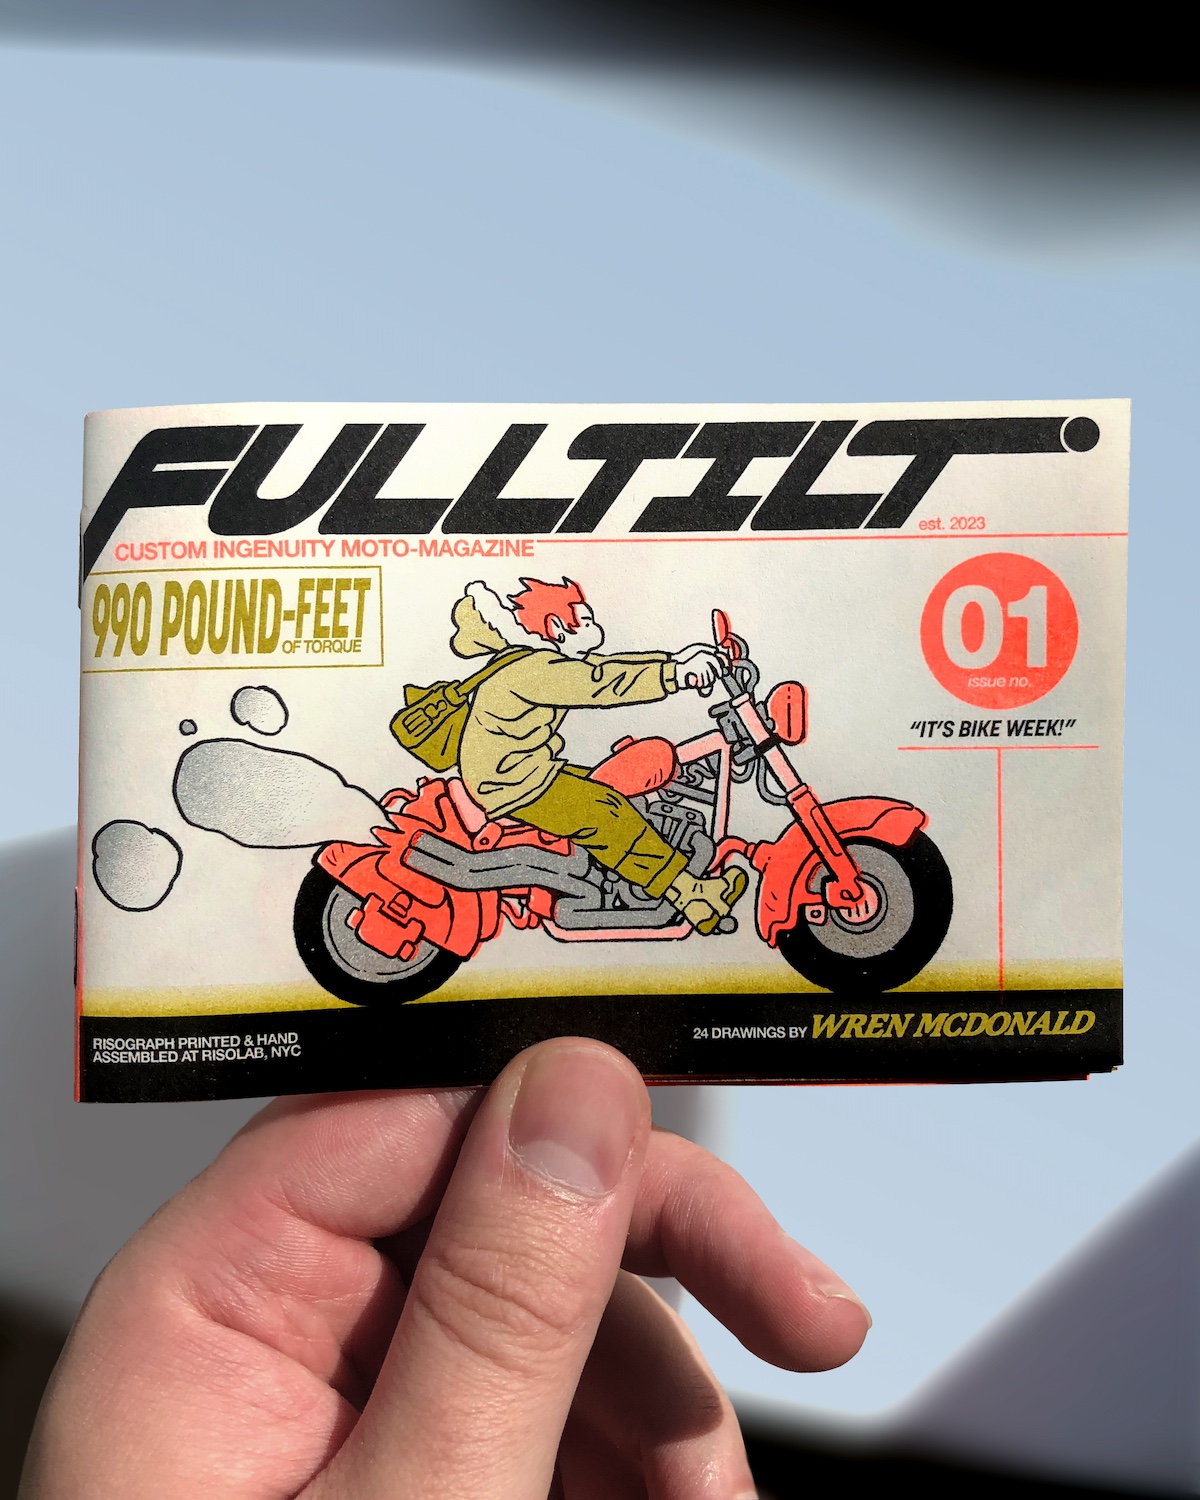 FULLTILT
est. 2023
CUSTOM INGENUITY MOTO-MAGAZINE
990 POUND-FEET
OF TORQUE
01
issue no.
“IT’S BIKE WEEK!”
RISOGRAPH PRINTED & HAND
ASSEMBLED AT RISOLAB, NYC
24 DRAWINGS BY WREN MCDONALD